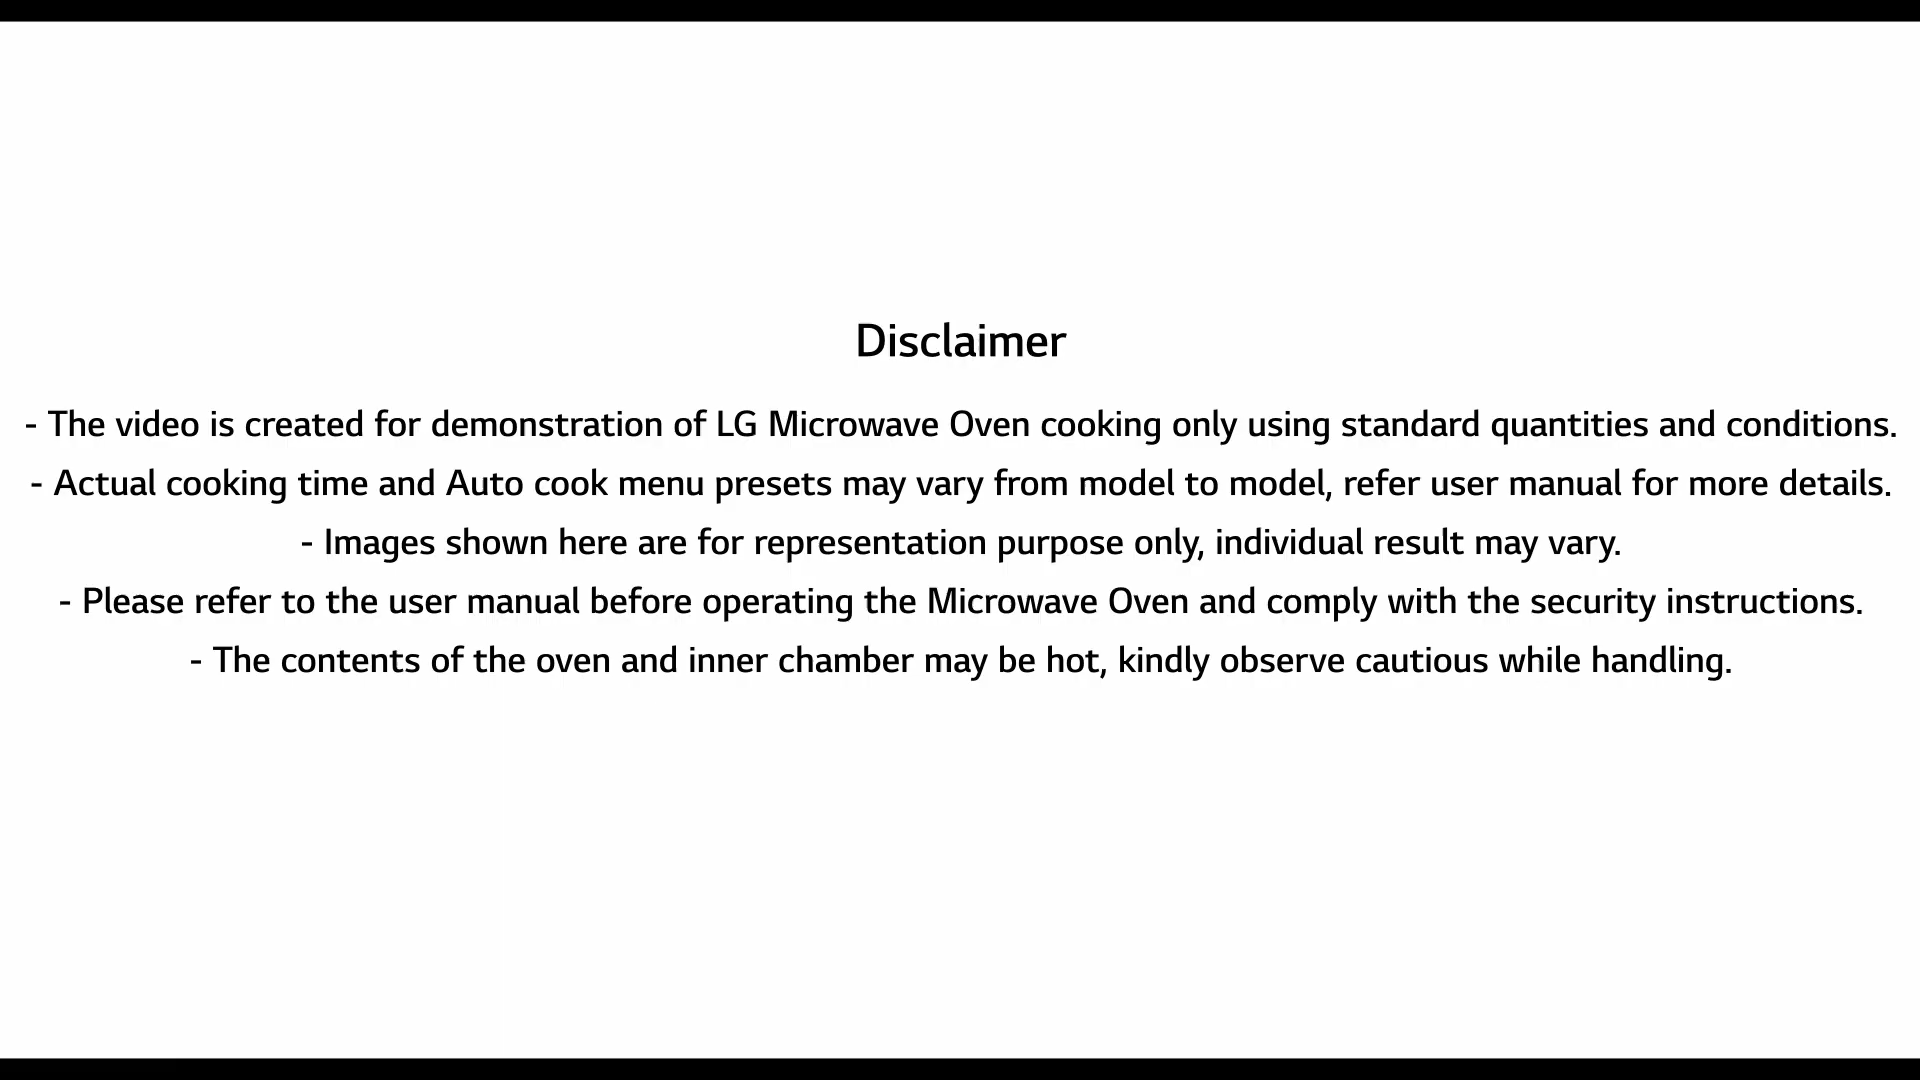 Disclaimer
- The video is created for demonstration of LG Microwave Oven cooking only using standard quantities and conditions.
- Actual cooking time and Auto cook menu presets may vary from model to model, refer user manual for more details.
- Images shown here are for representation purpose only, individual result may vary.
- Please refer to the user manual before operating the Microwave Oven and comply with the security instructions.
- The contents of the oven and inner chamber may be hot, kindly observe cautious while handling.